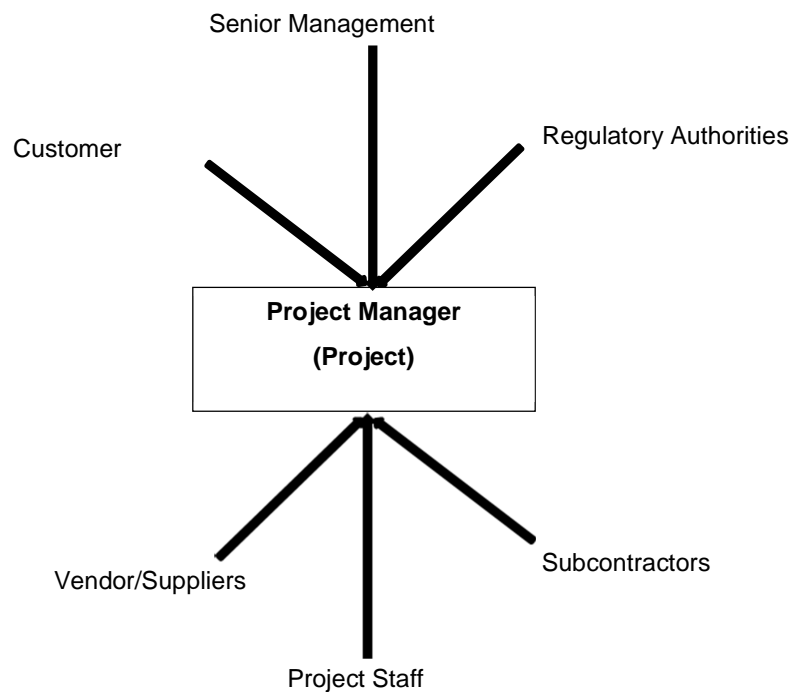 Senior Management
Customer
Regulatory Authorities
Project Manager
(Project)
Vendor/Suppliers
Subcontractors
Project Staff